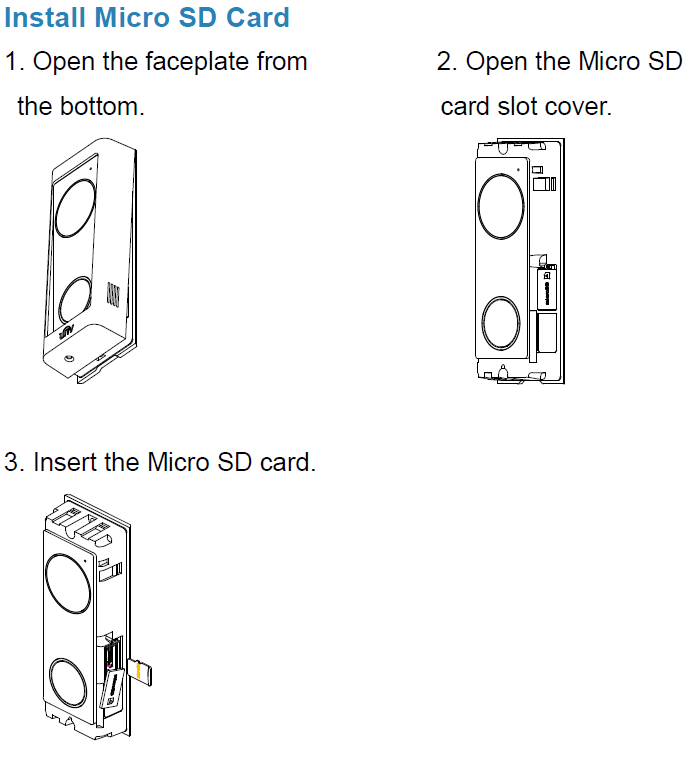 Install Micro SD Card
1. Open the faceplate from
the bottom.
2. Open the Micro SD
card slot cover.
3. Insert the Micro SD card.